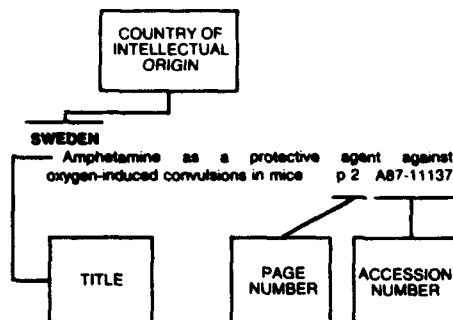 COUNTRY OF
INTELLECTUAL
ORIGIN
SWEDEN
Amphetamine as a protective agent against
oxygen-induced convulsions in mice p 2 A87-11137
TITLE
PAGE
NUMBER
ACCESSION
NUMBER